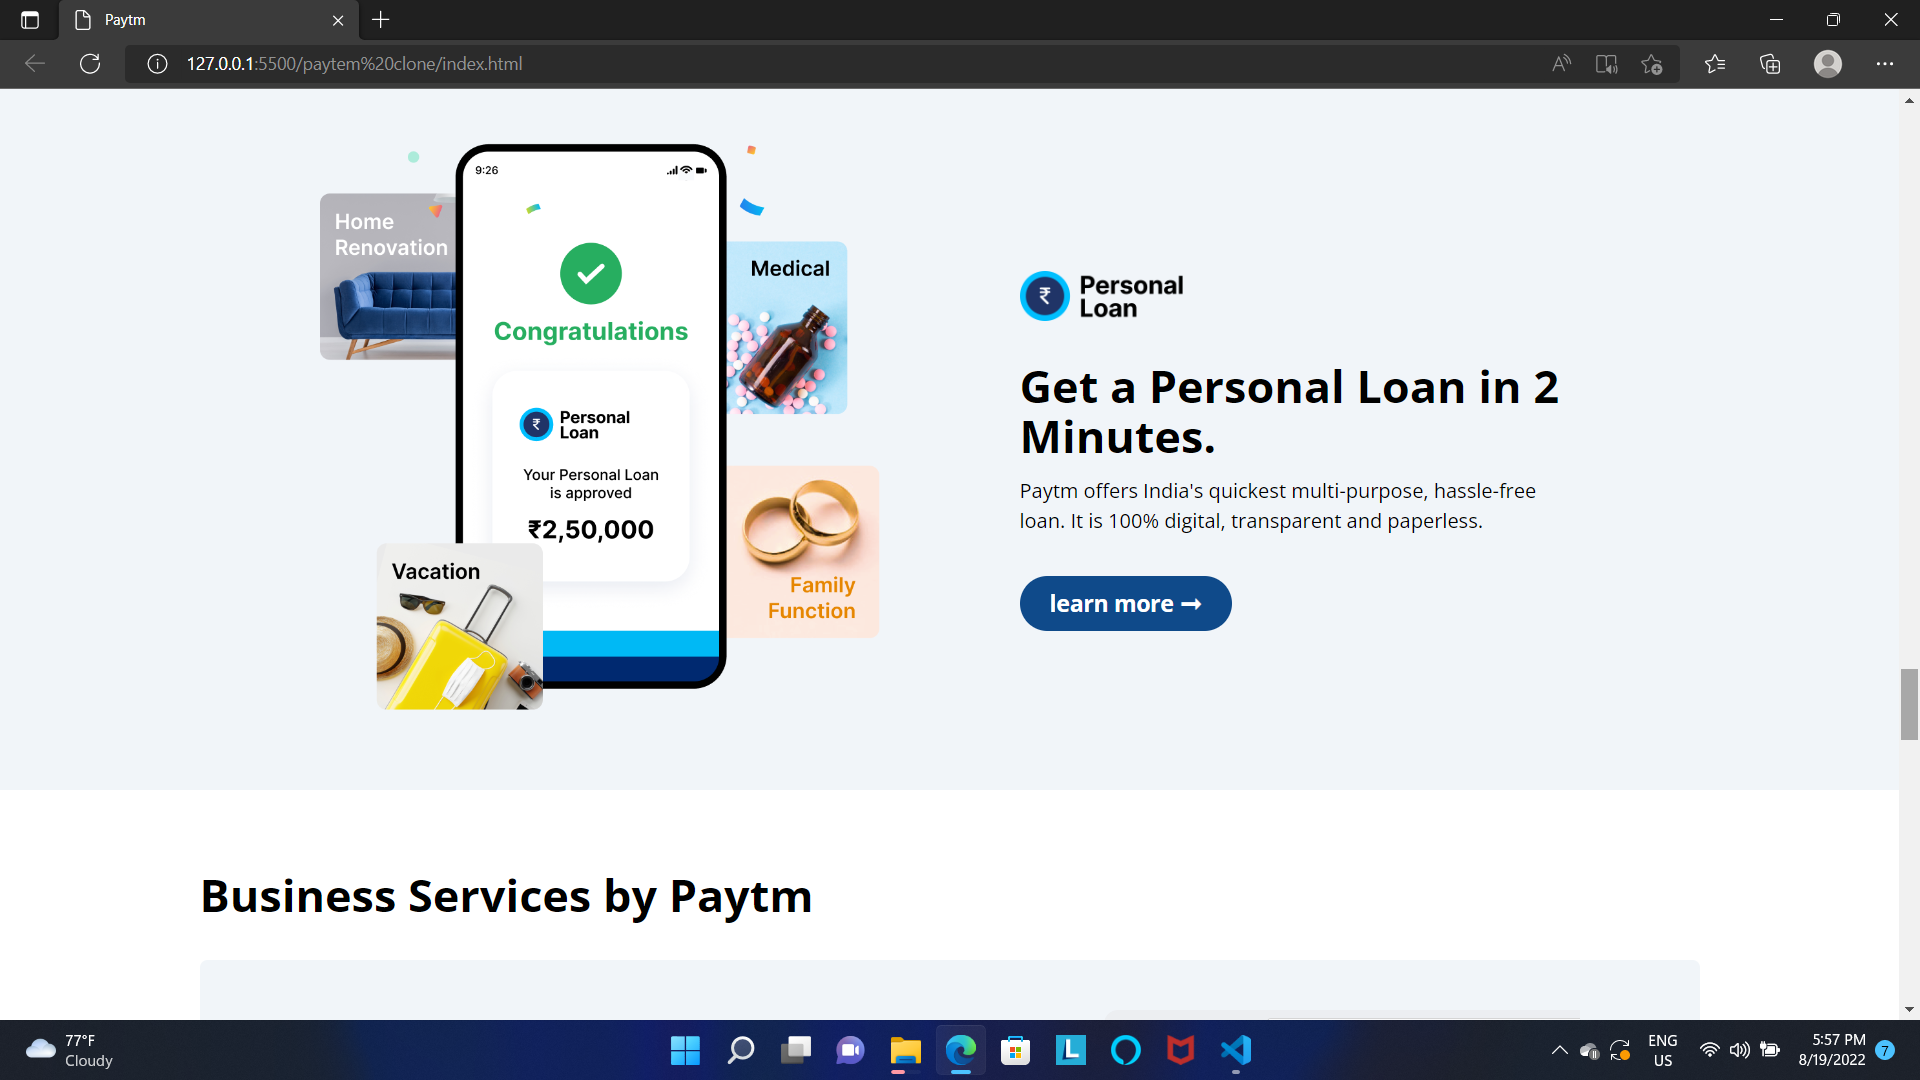 Paytm
127.0.0.1:5500/paytem%20clone/index.html
9:26
Home
Renovation
Congratulations
Personal
Loan
Your Personal Loan
is approved
₹2,50,000
Medical
Vacation
Family
Function
₹ Personal
Loan
Get a Personal Loan in 2
Minutes.
Paytm offers India's quickest multi-purpose, hassle-free
loan. It is 100% digital, transparent and paperless.
learn more ➞
Business Services by Paytm
77°F
Cloudy
ENG
US
5:57 PM
8/19/2022
7